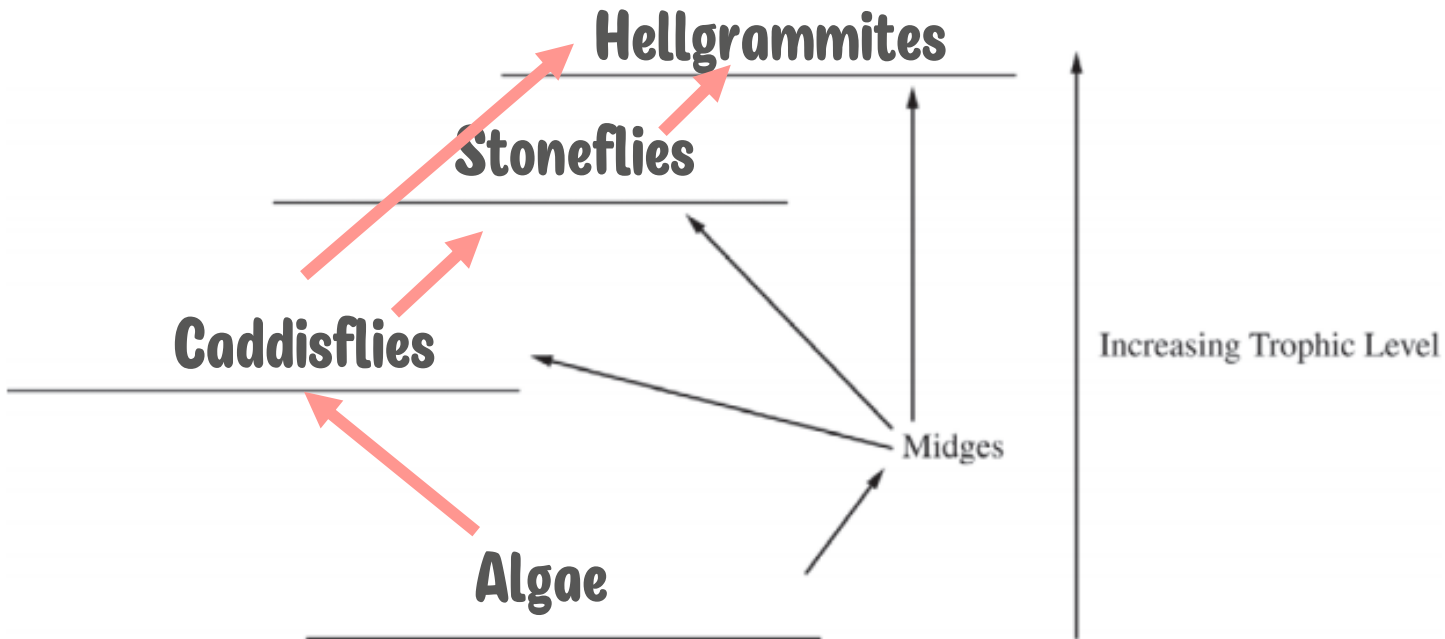 Hellgrammites
Stoneflies
Caddisflies
Increasing Trophic Level
Midges
Algae